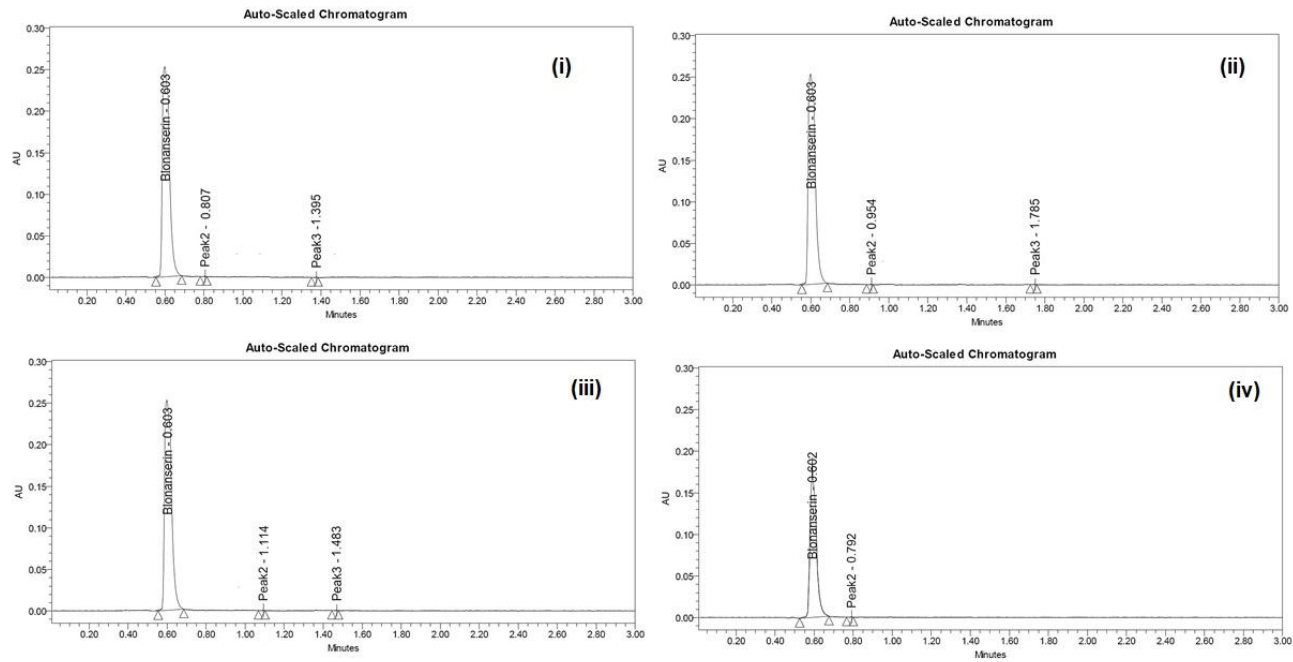 Auto-Scaled Chromatogram
(i)
0.30
0.25
0.20
0.15
0.10
0.05
0.00
AU
Blonanserin - 0.603
Peak2 - 0.807
Peak3 -1.395
0.20 0.40 0.60 0.80 1.00 1.20 1.40 1.60 1.80 2.00 2.20 2.40 2.60 2.80 3.00
Minutes
Auto-Scaled Chromatogram
(ii)
0.30
0.25
0.20
0.15
0.10
0.05
0.00
AU
Blonanserin - 0.603
Peak2 - 0.954
Peak3 - 1.785
0.20 0.40 0.60 0.80 1.00 1.20 1.40 1.60 1.80 2.00 2.20 2.40 2.60 2.80 3.00
Minutes
Auto-Scaled Chromatogram
(iii)
0.30
0.25
0.20
0.15
0.10
0.05
0.00
AU
Blonanserin - 0.603
Peak2 - 1.114
Peak3 - 1.483
0.20 0.40 0.60 0.80 1.00 1.20 1.40 1.60 1.80 2.00 2.20 2.40 2.60 2.80 3.00
Minutes
Auto-Scaled Chromatogram
(iv)
0.30
0.25
0.20
0.15
0.10
0.05
0.00
AU
Blonanserin - 0.602
Peak2 - 0.792
0.20 0.40 0.60 0.80 1.00 1.20 1.40 1.60 1.80 2.00 2.20 2.40 2.60 2.80 3.00
Minutes